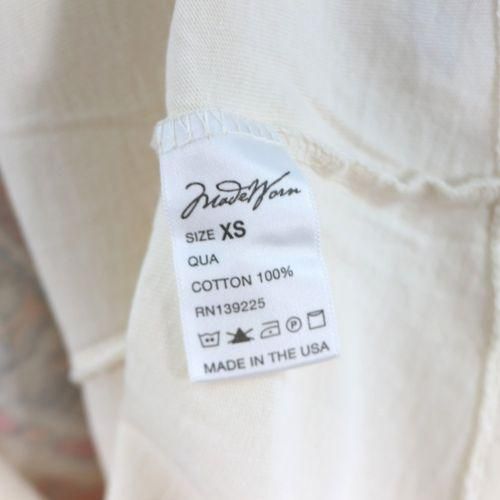 MadeWorn
SIZE XS
QUA
COTTON 100%
RN139225
P
MADE IN THE USA